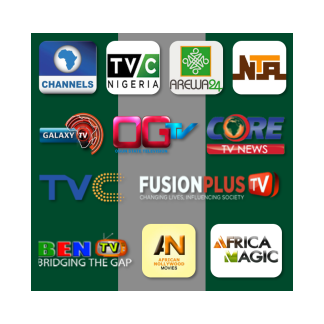 CHANNELS
TV/C
NIGERIA
AREWA24
NTA
GALAXY TV
OGTV
CORE
TV NEWS
TVC
FUSIONPLUS TV
CHANGING LIVES, INFLUENCING SOCIETY
BEN TV
BRIDGING THE GAP
AN
AFRICAN
NOLLYWOOD
MOVIES
AFRICA
MAGIC